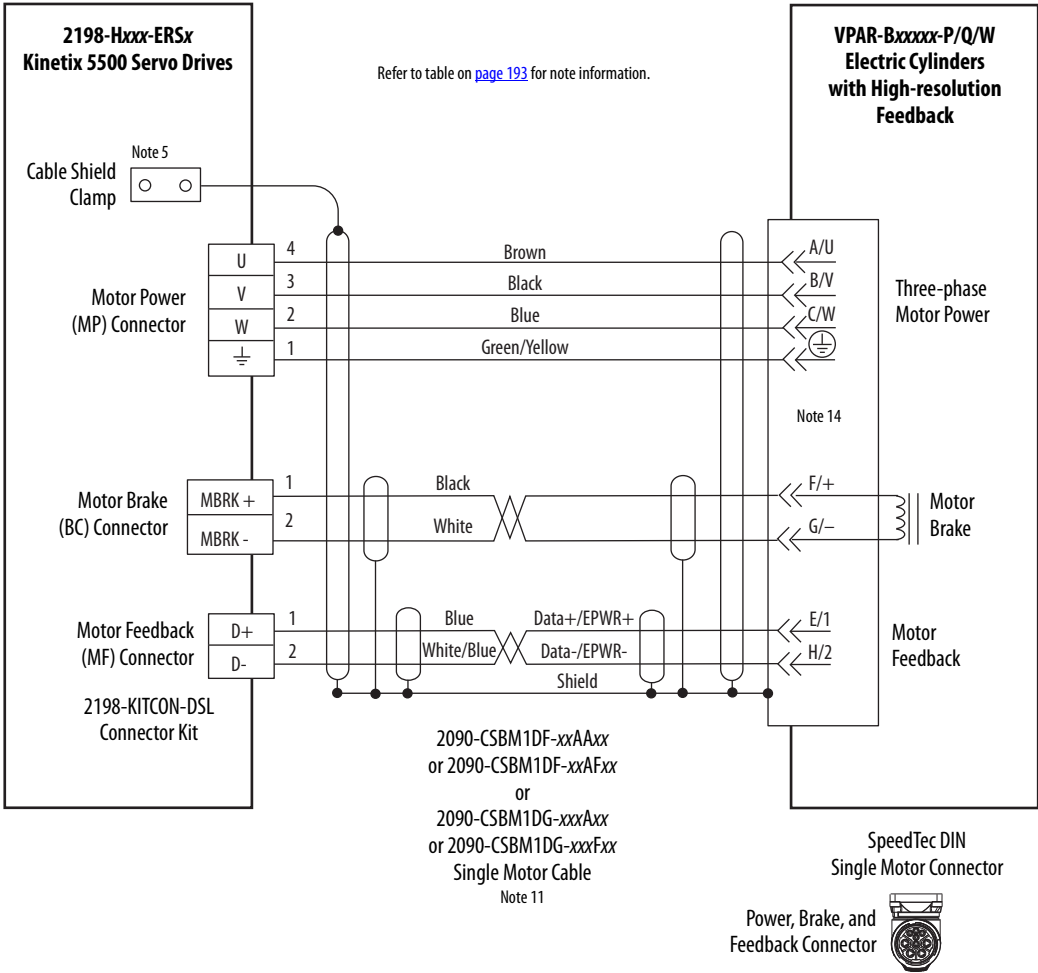 2198-Hxxx-ERSx
Kinetix 5500 Servo Drives
Refer to table on page 193 for note information.
VPAR-Bxxxxx-P/Q/W
Electric Cylinders
with High-resolution
Feedback
Note 5
Cable Shield
Clamp
Motor Power
(MP) Connector
U
V
W
4
3
2
1
Brown
Black
Blue
Green/Yellow
A/U
B/V
C/W
Three-phase
Motor Power
Note 14
Motor Brake
(BC) Connector
MBRK +
MBRK -
1
2
Black
White
F/+
G/–
Motor
Brake
Motor Feedback
(MF) Connector
D+
D-
1
2
Blue
White/Blue
Data+/EPWR+
Data-/EPWR-
Shield
E/1
H/2
Motor
Feedback
2198-KITCON-DSL
Connector Kit
2090-CSBM1DF-xxAAxx
or 2090-CSBM1DF-xxAFxx
or
2090-CSBM1DG-xxxAxx
or 2090-CSBM1DG-xxxFxx
Single Motor Cable
Note 11
SpeedTec DIN
Single Motor Connector
Power, Brake, and
Feedback Connector